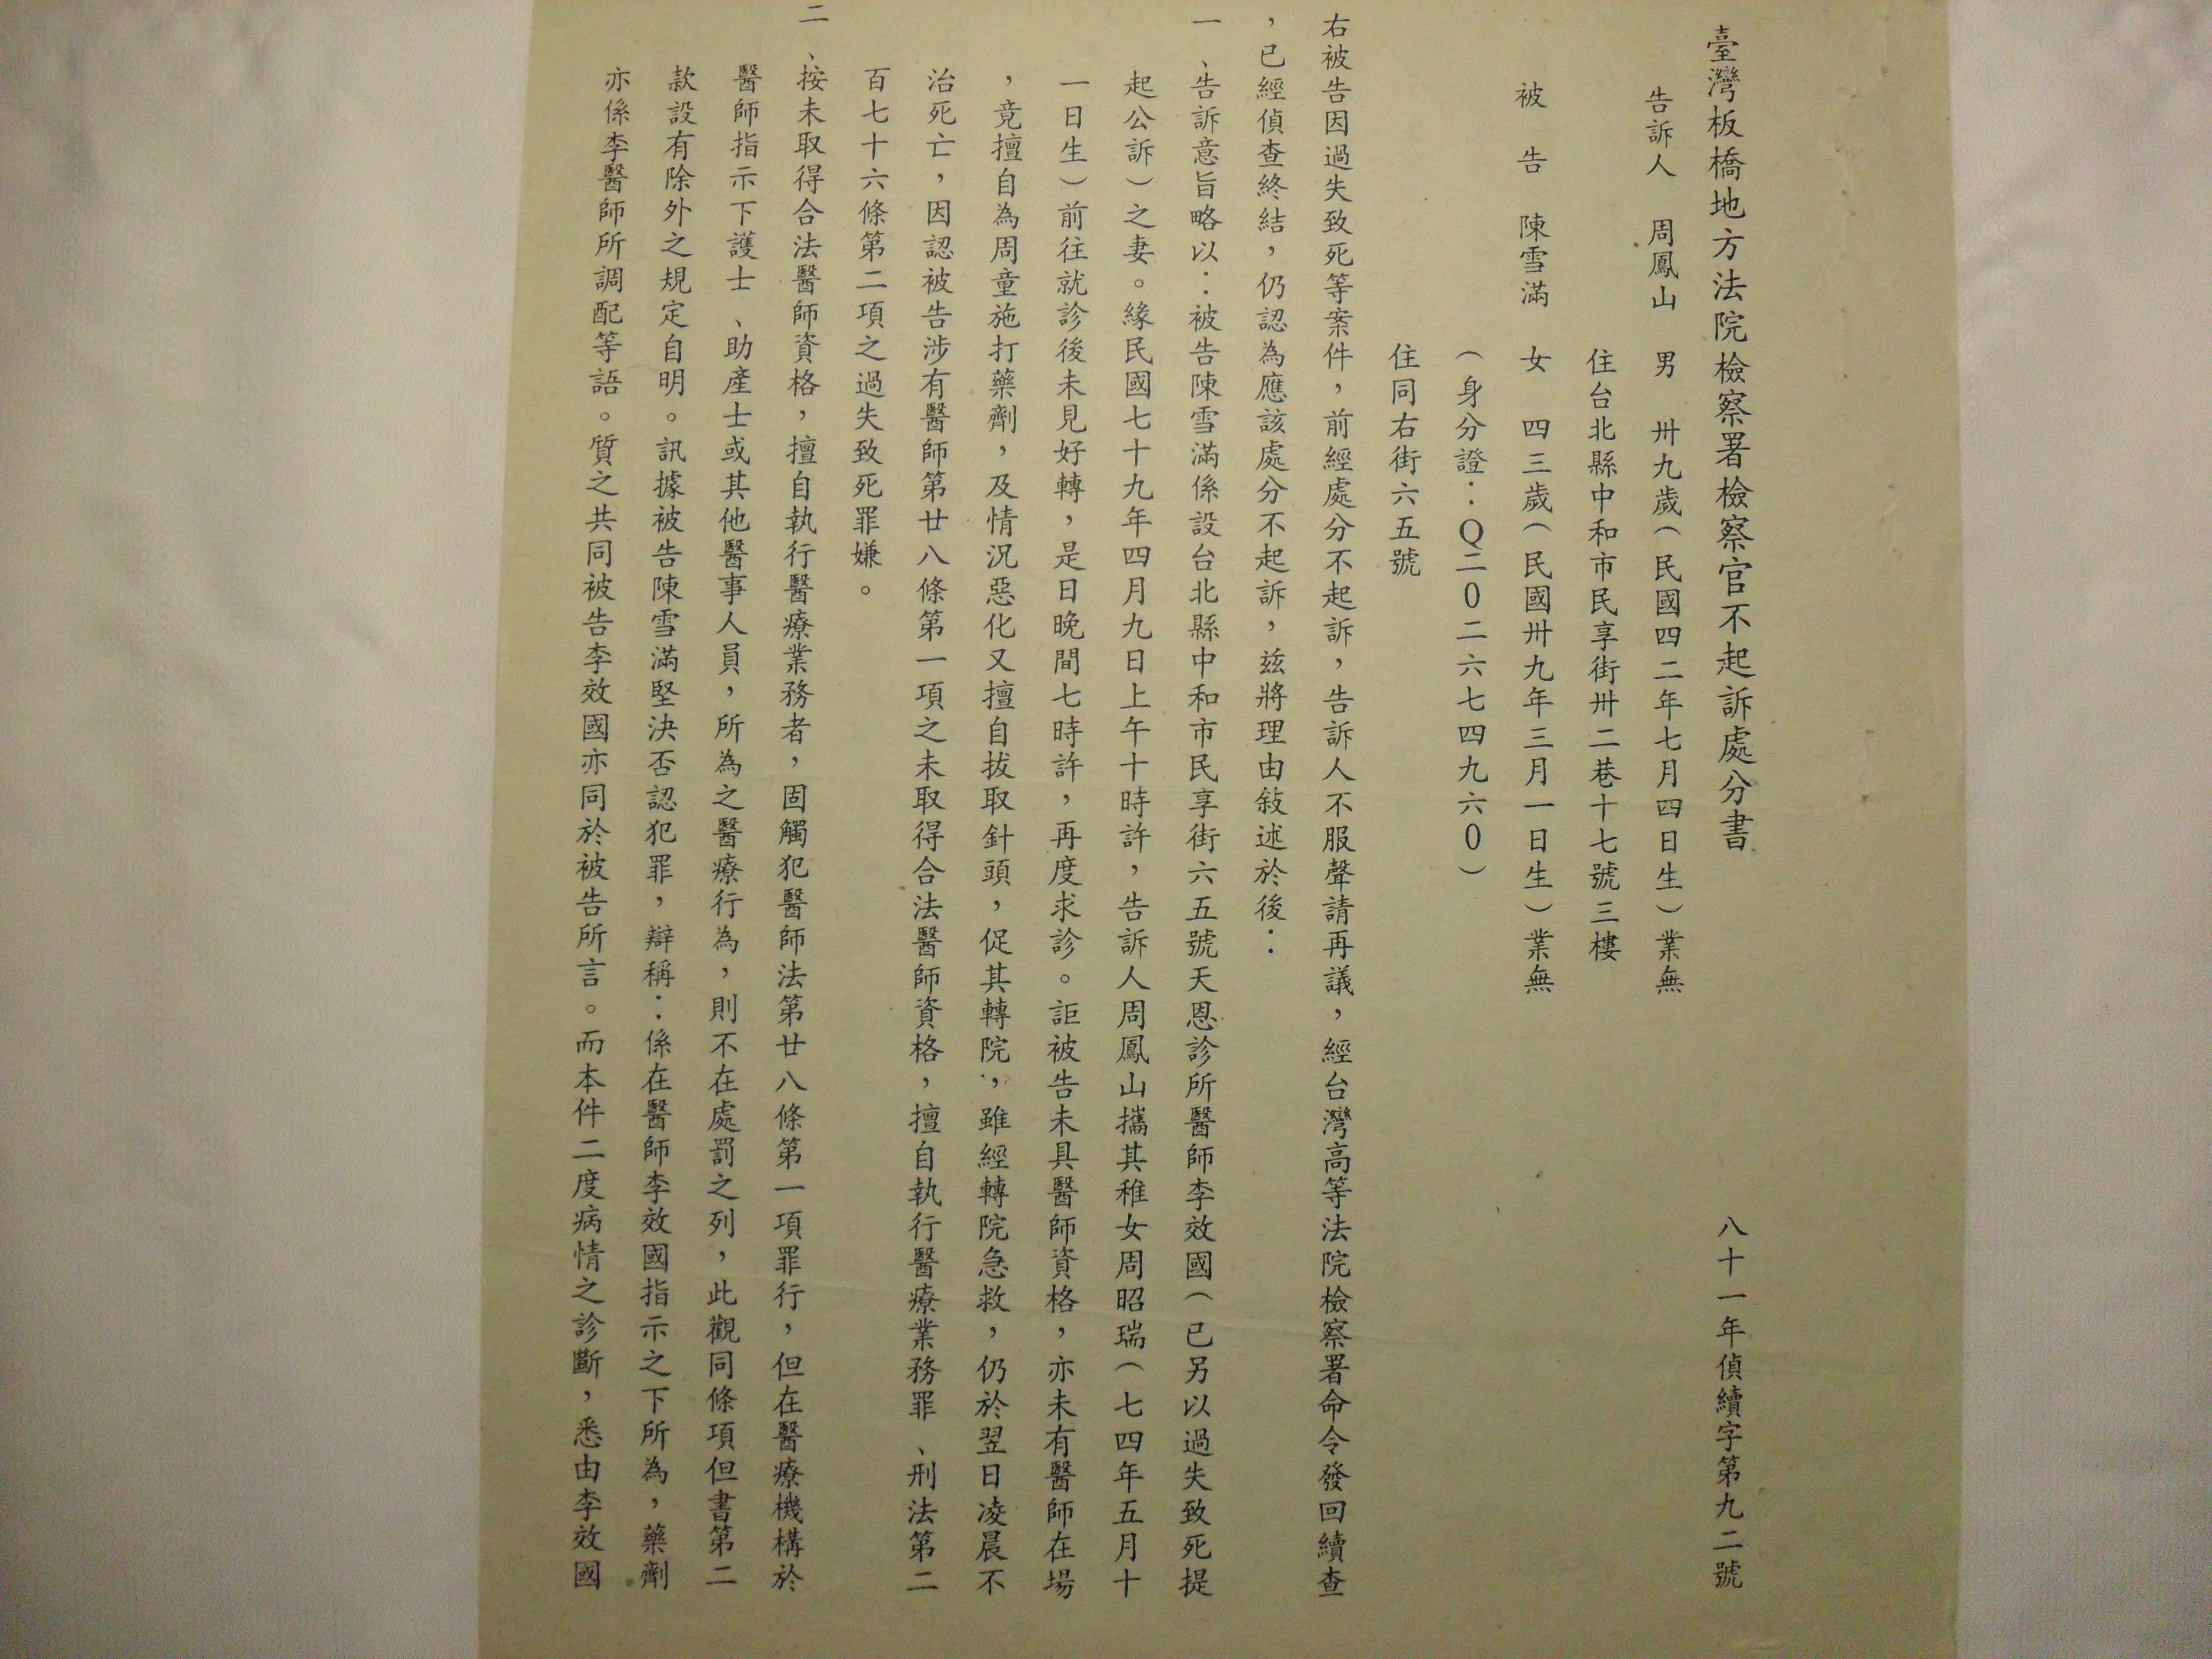 臺灣板橋地方法院檢察署檢察官不起訴處分書
八十一年偵續字第九二號
告訴人 周鳳山 男 卅九歲（民國四二年七月四日生）業無
住台北縣中和市民享街卅二巷十七號三樓
被 告 陳雪滿 女 四三歲（民國卅九年三月一日生）業無
（身分證：Q二0二六七四九六0）
住同右街六五號
右被告因過失致死等案件，前經處分不起訴，告訴人不服聲請再議，經台灣高等法院檢察署命令發回續查
，已經偵查終結，仍認為應該處分不起訴，茲將理由敍述於後：
一、告訴意旨略以：被告陳雪滿係設台北縣中和市民享街六五號天恩診所醫師李效國（已另以過失致死提
起公訴）之妻。緣民國七十九年四月九日上午十時許，告訴人周鳳山攜其稚女周昭瑞（七四年五月十
一日生）前往就診後未見好轉，是日晚間七時許，再度求診。詎被告未具醫師資格，亦未有醫師在場
，竟擅自為周童施打藥劑，及情況惡化又擅自拔取針頭，促其轉院，雖經轉院急救，仍於翌日凌晨不
治死亡，因認被告涉有醫師第廿八條第一項之未取得合法醫師資格，擅自執行醫療業務罪、刑法第二
百七十六條第二項之過失致死罪嫌。
二、按未取得合法醫師資格，擅自執行醫療業務者，固觸犯醫師法第廿八條第一項罪行，但在醫療機構於
醫師指示下護士、助產士或其他醫事人員，所為之醫療行為，則不在處罰之列，此觀同條項但書第二
款設有除外之規定自明。訊據被告陳雪滿堅決否認犯罪，辯稱：係在醫師李效國指示之下所為，藥劑
亦係李醫師所調配等語。質之共同被告李效國亦同於被告所言。而本件二度病情之診斷，悉由李效國